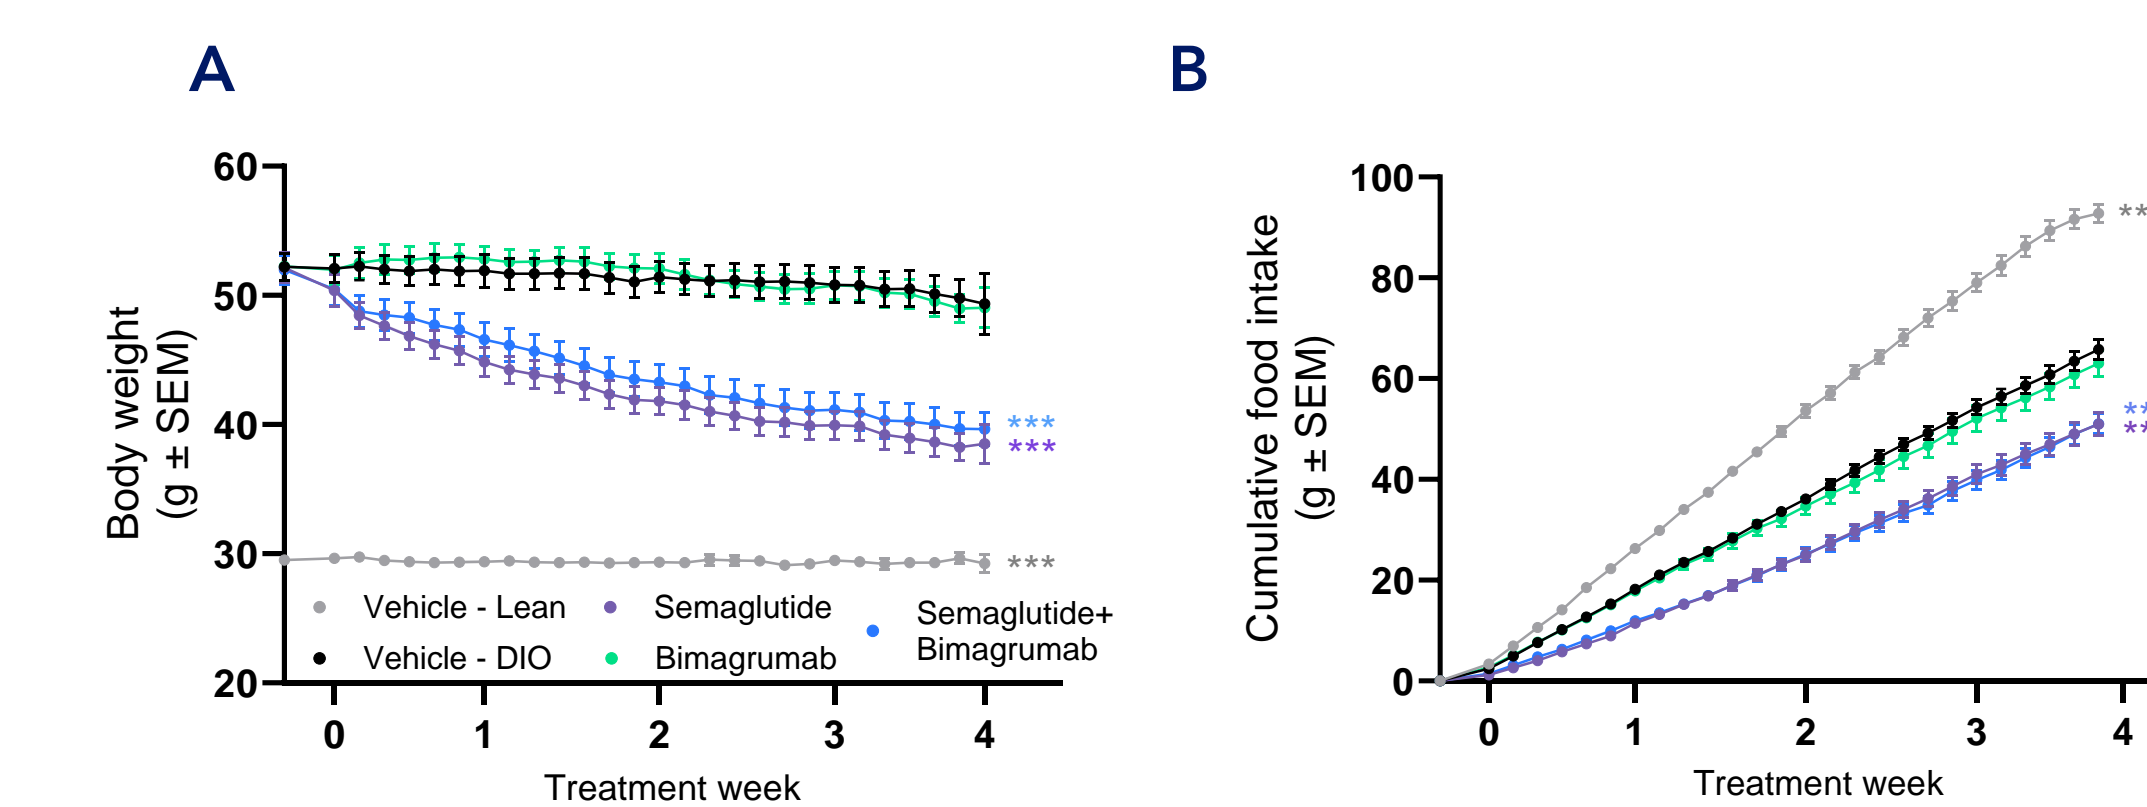 A
B
60
50
40
30
20
Body weight
(g ± SEM)
***
***
***
Vehicle - Lean
Semaglutide
Semaglutide+
Bimagrumab
Vehicle - DIO
Bimagrumab
0 1 2 3 4
Treatment week
100
80
60
40
20
0
Cumulative food intake
(g ± SEM)
**
**
**
0 1 2 3 4
Treatment week